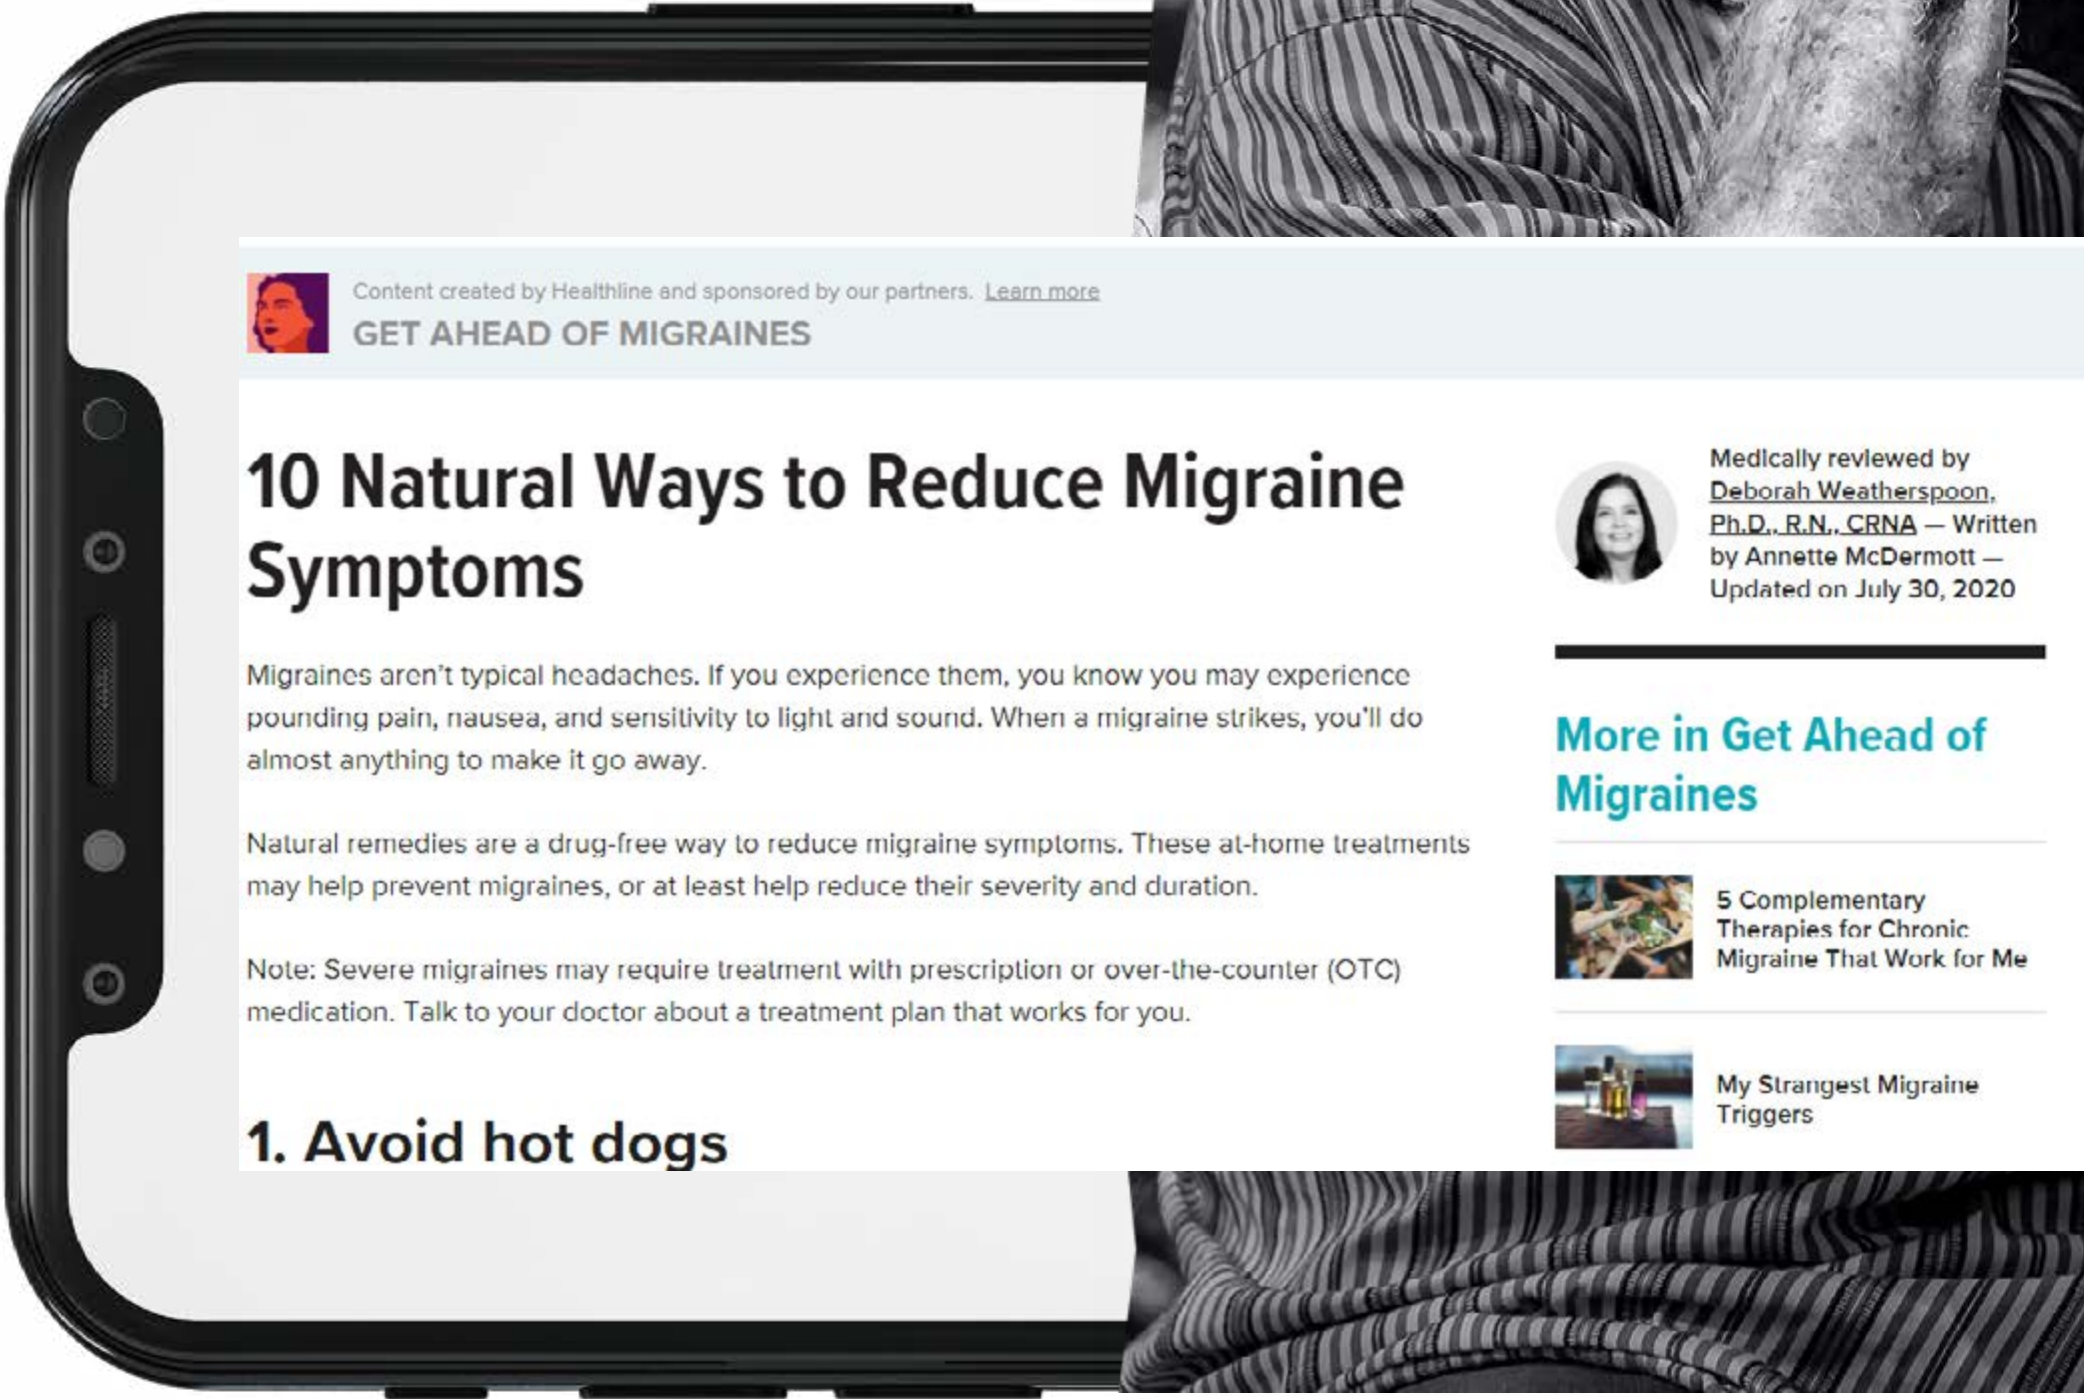 Content created by Healthline and sponsored by our partners. Learn more
GET AHEAD OF MIGRAINES
10 Natural Ways to Reduce Migraine
Symptoms
Migraines aren't typical headaches. If you experience them, you know you may experience
pounding pain, nausea, and sensitivity to light and sound. When a migraine strikes, you'll do
almost anything to make it go away.
Natural remedies are a drug-free way to reduce migraine symptoms. These at-home treatments
may help prevent migraines, or at least help reduce their severity and duration.
Note: Severe migraines may require treatment with prescription or over-the-counter (OTC)
medication. Talk to your doctor about a treatment plan that works for you.
1. Avoid hot dogs
Medically reviewed by
Deborah Weatherspoon,
Ph.D., R.N., CRNA — Written
by Annette McDermott —
Updated on July 30, 2020
More in Get Ahead of
Migraines
5 Complementary
Therapies for Chronic
Migraine That Work for Me
My Strangest Migraine
Triggers